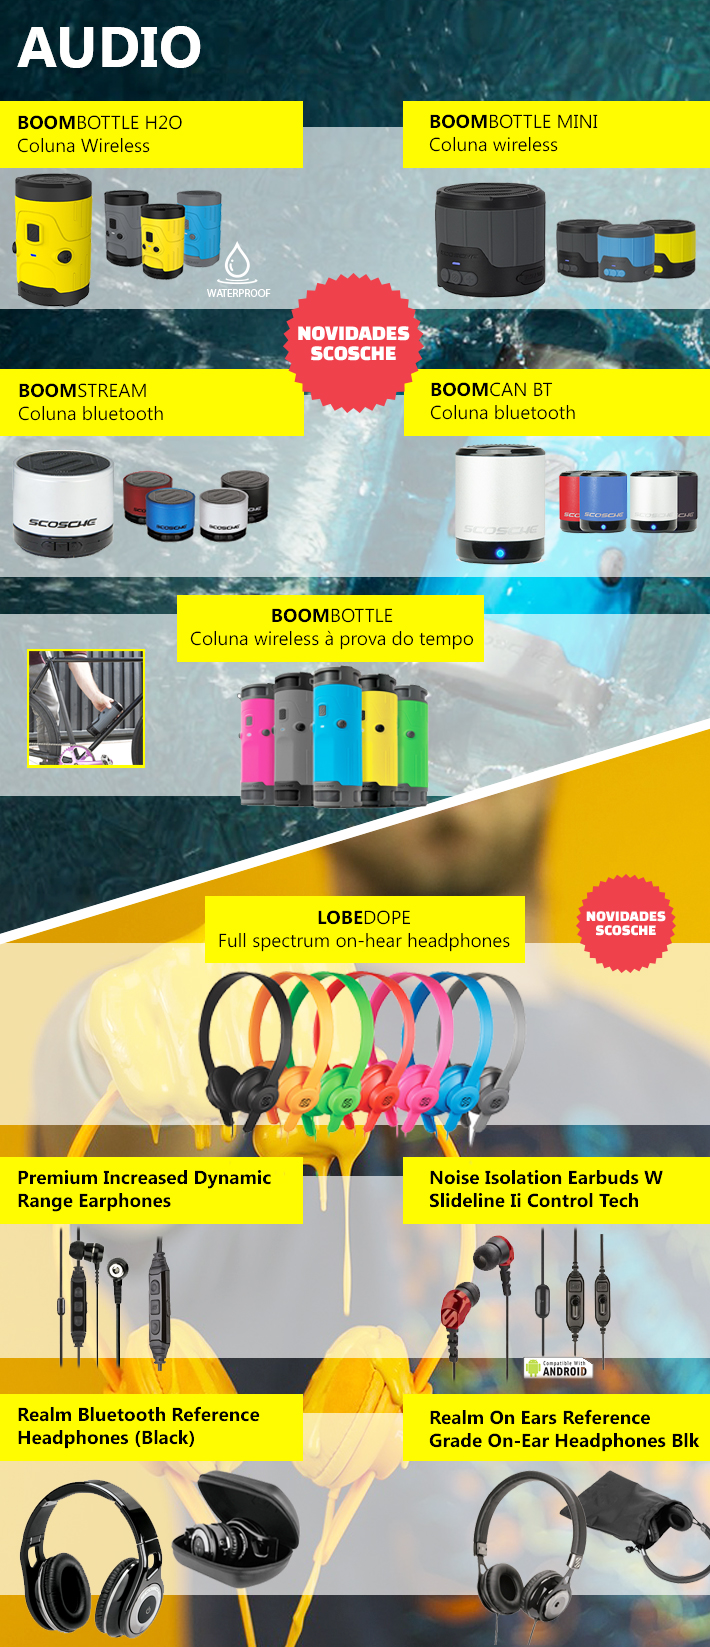 AUDIO
BOOMBOTTLE H2O
Coluna Wireless
BOOMBOTTLE MINI
Coluna wireless
WATERPROOF
NOVIDADES
SCOSCHE
BOOMSTREAM
Coluna bluetooth
BOOMCAN BT
Coluna bluetooth
SCOSCHE
SCOSCHE
BOOMBOTTLE
Coluna wireless à prova do tempo
LOBEDOPE
Full spectrum on-hear headphones
NOVIDADES
SCOSCHE
Premium Increased Dynamic
Range Earphones
Noise Isolation Earbuds W
Slideline Ii Control Tech
Compatible With
ANDROID
Realm Bluetooth Reference
Headphones (Black)
Realm On Ears Reference
Grade On-Ear Headphones Blk